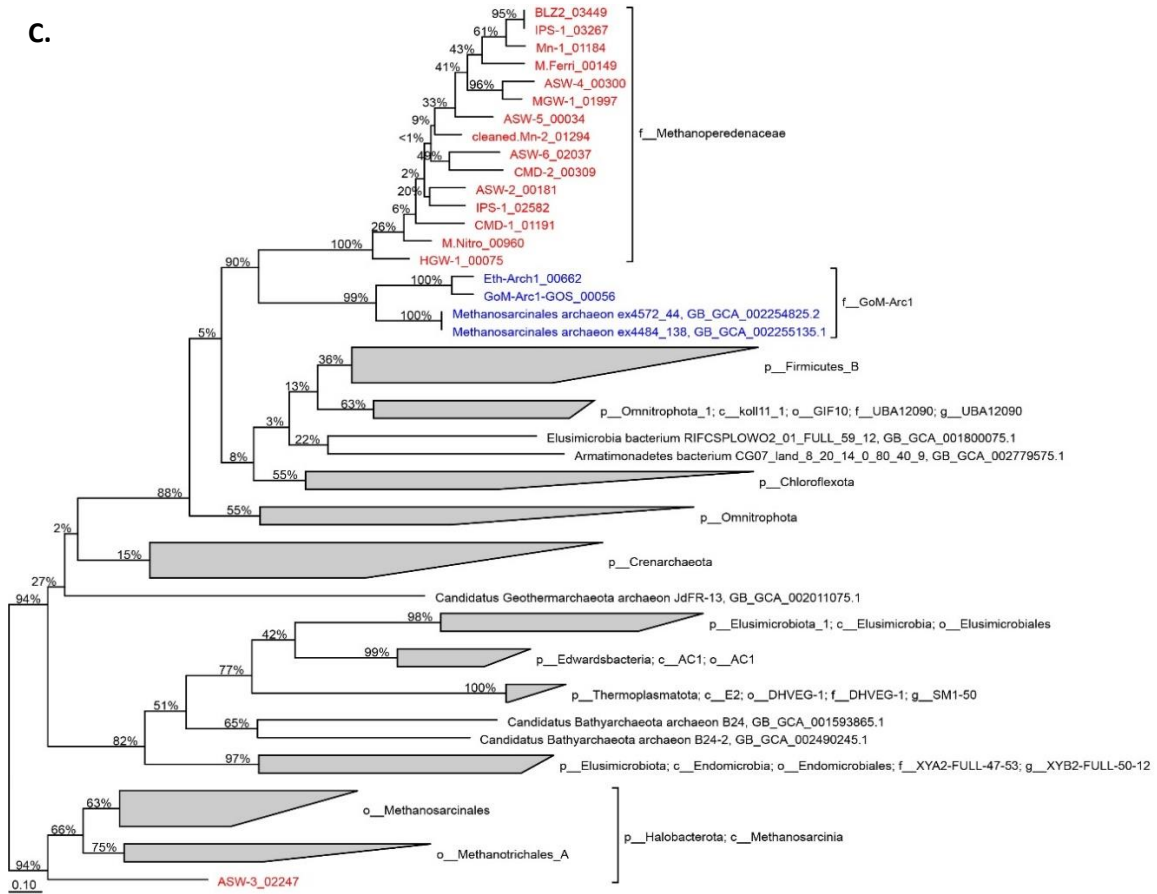 C.
95%
BLZ2_03449
IPS-1_03267
61%
Mn-1_01184
43%
M.Ferri_00149
41%
96%
ASW-4_00300
MGW-1_01997
33%
ASW-5_00034
9%
cleaned.Mn-2_01294
f__Methanoperedenaceae
<1%
49%
ASW-6_02037
CMD-2_00309
2%
20%
ASW-2_00181
IPS-1_02582
6%
CMD-1_01191
26%
M.Nitro_00960
100%
HGW-1_00075
90%
100%
Eth-Arch1_00662
GoM-Arc1-GOS_00056
99%
f__GoM-Arc1
100%
Methanosarcinales archaeon ex4572_44, GB_GCA_002254825.2
Methanosarcinales archaeon ex4484_138, GB_GCA_002255135.1
5%
36%
p__Firmicutes_B
13%
63%
p__Omnitrophota_1; c__koll11_1; o__GIF10; f__UBA12090; g__UBA12090
3%
22%
Elusimicrobia bacterium RIFCSPLOWO2_01_FULL_59_12, GB_GCA_001800075.1
Armatimonadetes bacterium CG07_land_8_20_14_0_80_40_9, GB_GCA_002779575.1
8%
55%
p__Chloroflexota
88%
55%
p__Omnitrophota
2%
15%
p__Crenarchaeota
27%
94%
Candidatus Geothermarchaeota archaeon JdFR-13, GB_GCA_002011075.1
98%
p__Elusimicrobiota_1; c__Elusimicrobia; o__Elusimicrobiales
42%
99%
p__Edwardsbacteria; c__AC1; o__AC1
77%
100%
p__Thermoplasmatota; c__E2; o__DHVEG-1; f__DHVEG-1; g__SM1-50
51%
65%
Candidatus Bathyarchaeota archaeon B24, GB_GCA_001593865.1
Candidatus Bathyarchaeota archaeon B24-2, GB_GCA_002490245.1
82%
97%
p__Elusimicrobiota; c__Endomicrobia; o__Endomicrobiales; f__XYA2-FULL-47-53; g__XYB2-FULL-50-12
63%
o__Methanosarcinales
66%
p__Halobacterota; c__Methanosarcinia
75%
o__Methanotrichales_A
94%
ASW-3_02247
0.10